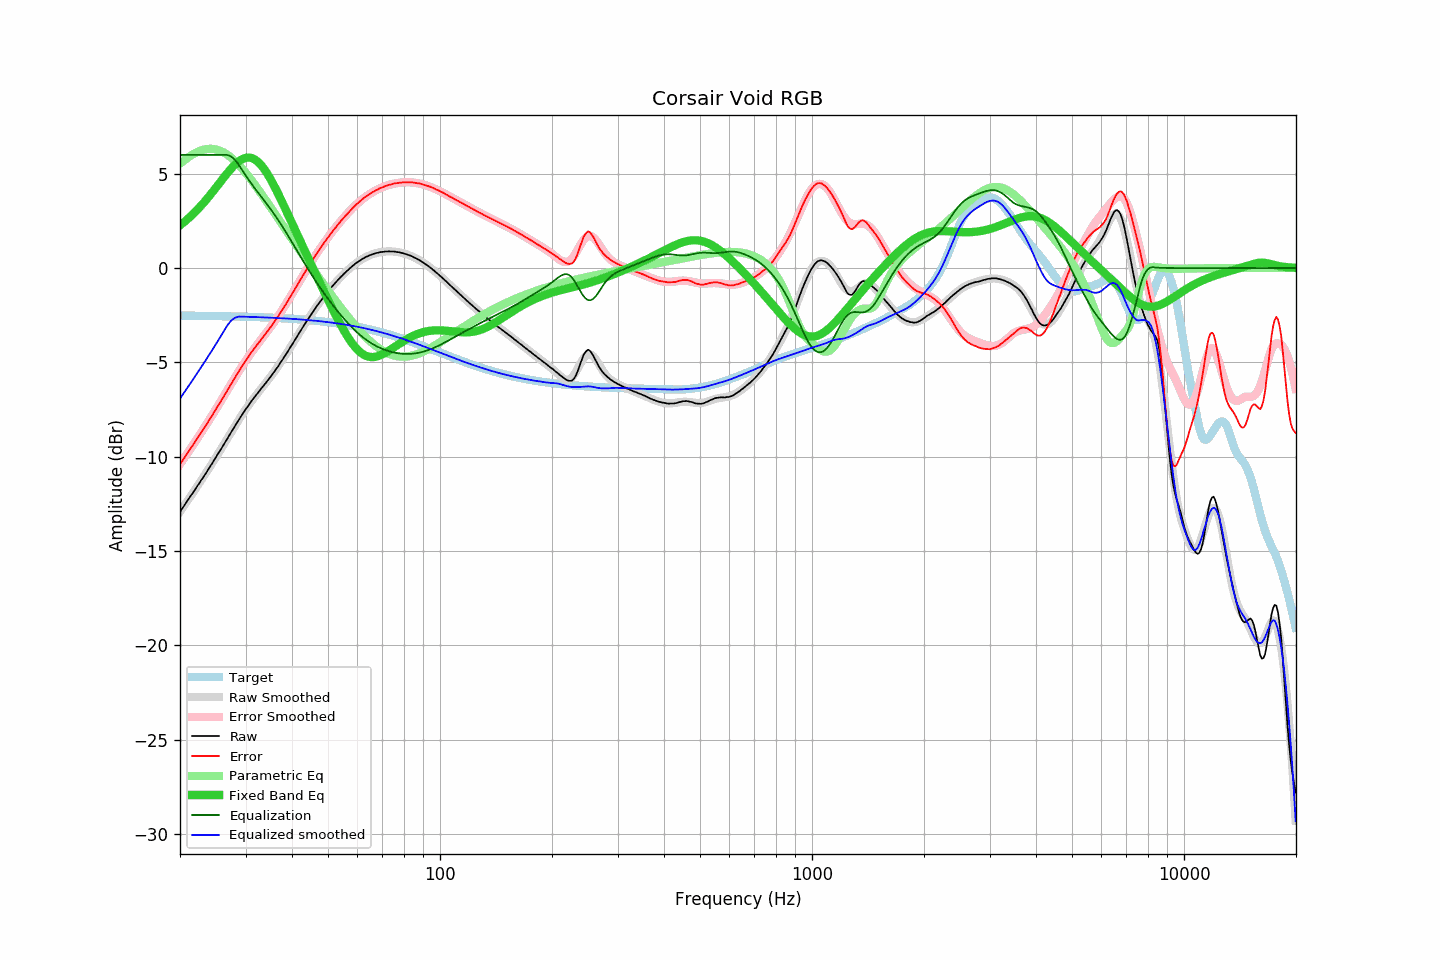 Corsair Void RGB
5
0
−5
−10
−15
−20
−25
−30
Amplitude (dBr)
Target
Raw Smoothed
Error Smoothed
Raw
Error
Parametric Eq
Fixed Band Eq
Equalization
Equalized smoothed
100
1000
10000
Frequency (Hz)